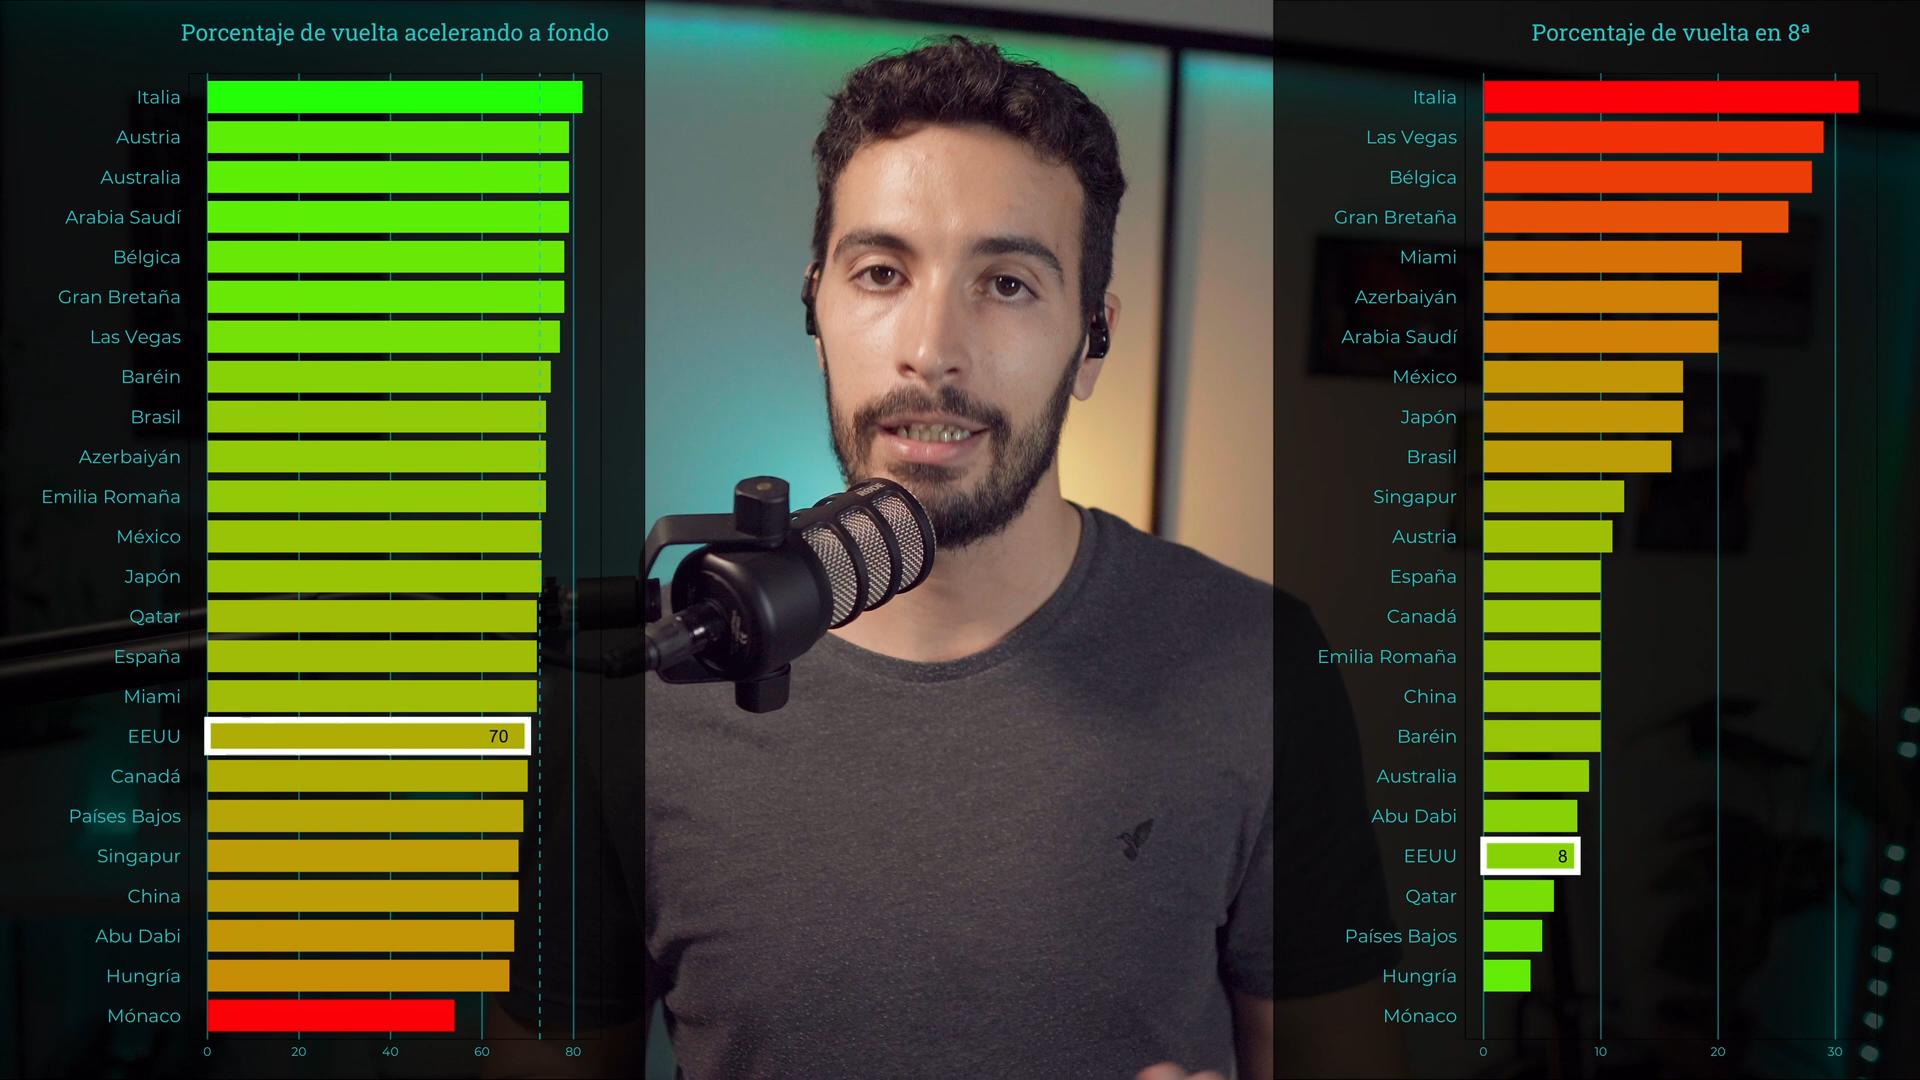 Porcentaje de vuelta acelerando a fondo
Italia
Austria
Australia
Arabia Saudí
Bélgica
Gran Bretaña
Las Vegas
Baréin
Brasil
Azerbaiyán
Emilia Romaña
México
Japón
Qatar
España
Miami
EEUU 70
Canadá
Países Bajos
Singapur
China
Abu Dabi
Hungría
Mónaco
0 20 40 60 80
RØDE
Porcentaje de vuelta en 8ª
Italia
Las Vegas
Bélgica
Gran Bretaña
Miami
Azerbaiyán
Arabia Saudí
México
Japón
Brasil
Singapur
Austria
España
Canadá
Emilia Romaña
China
Baréin
Australia
Abu Dabi
EEUU 8
Qatar
Países Bajos
Hungría
Mónaco
0 10 20 30